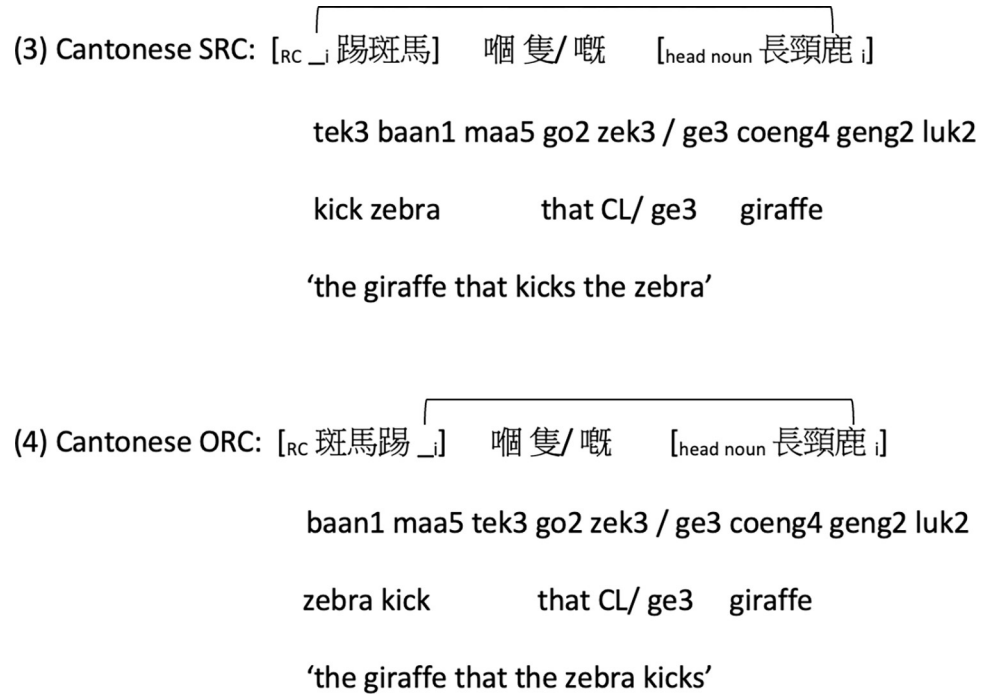 (3) Cantonese SRC: [RC _i 踢斑馬] 嗰 隻/ 嘅 [head noun 長頸鹿 i]
tek3 baan1 maa5 go2 zek3 / ge3 coeng4 geng2 luk2
kick zebra that CL/ ge3 giraffe
‘the giraffe that kicks the zebra’
(4) Cantonese ORC: [RC 斑馬踢 _i] 嗰 隻/ 嘅 [head noun 長頸鹿 i]
baan1 maa5 tek3 go2 zek3 / ge3 coeng4 geng2 luk2
zebra kick that CL/ ge3 giraffe
‘the giraffe that the zebra kicks’